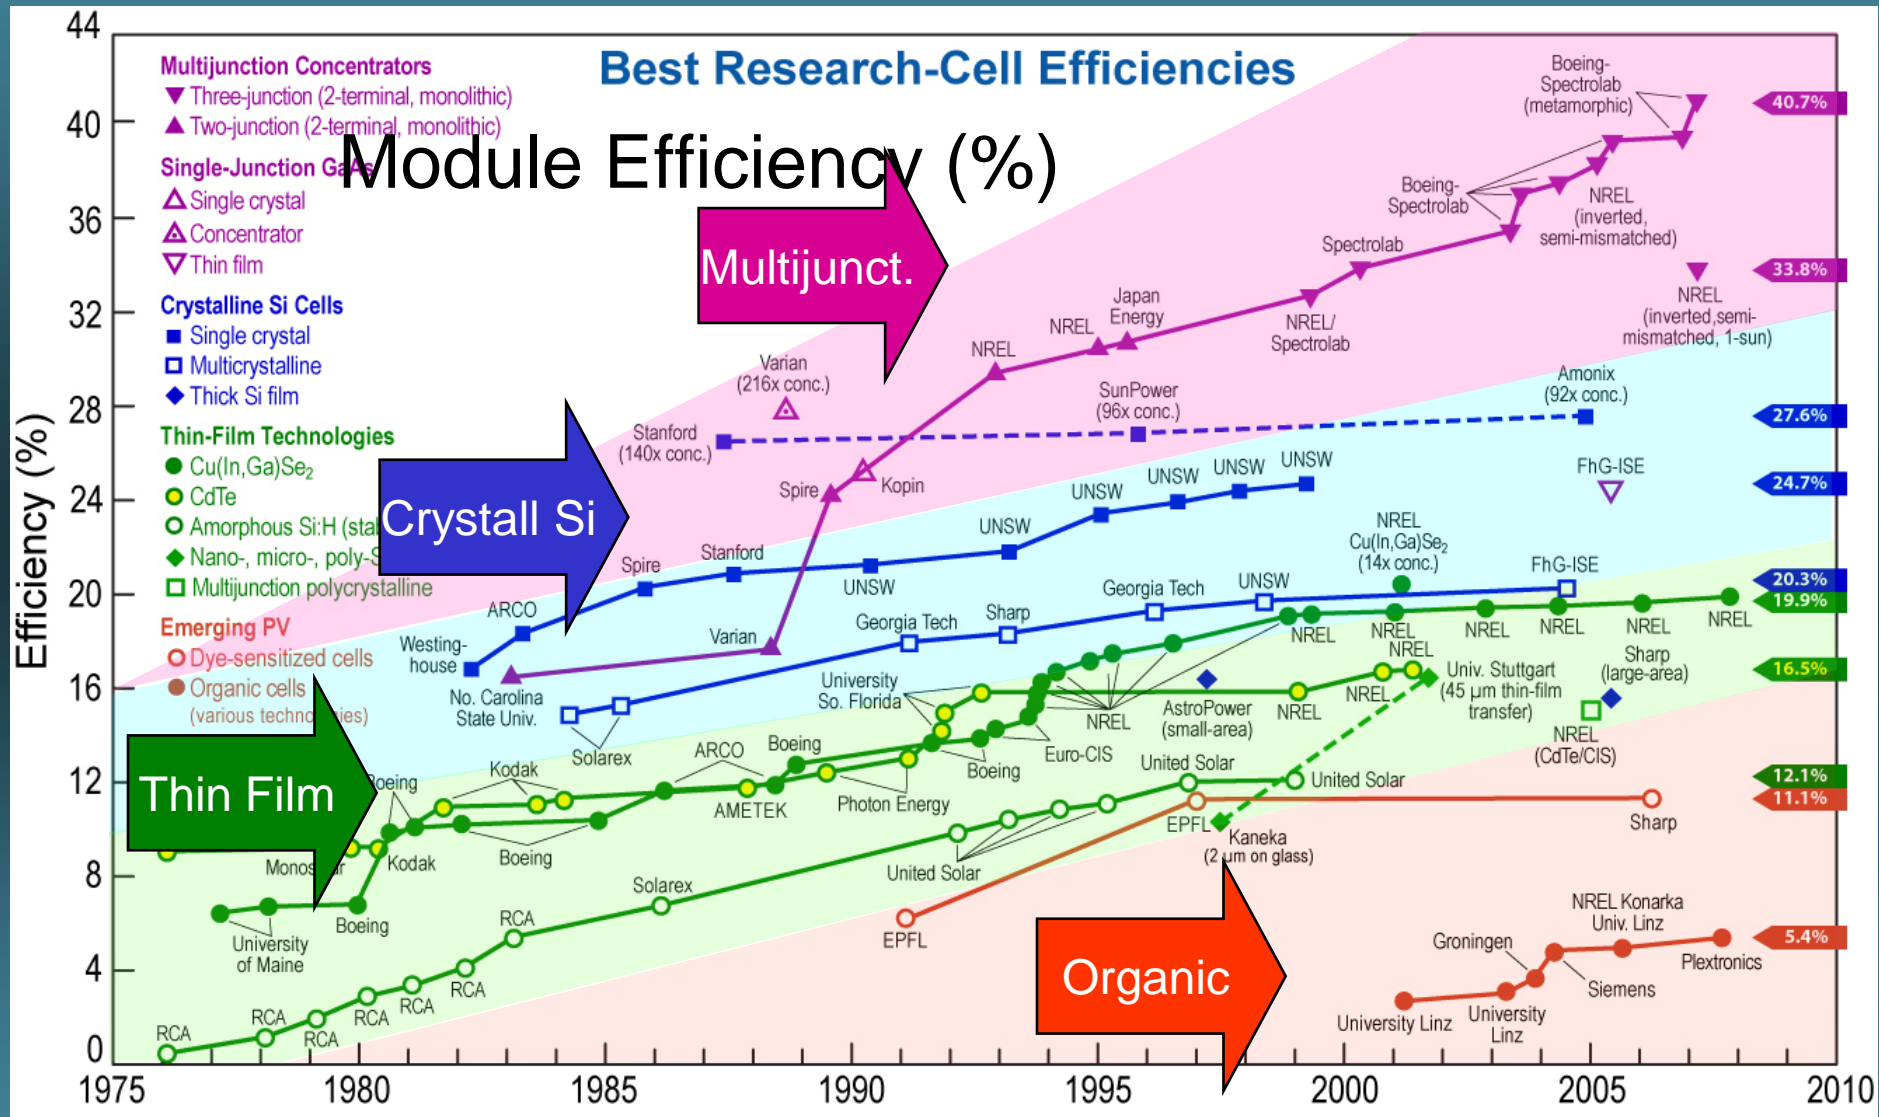 Best Research-Cell Efficiencies
Module Efficiency (%)
Efficiency (%)
44
40
36
32
28
24
20
16
12
8
4
0
1975
1980
1985
1990
1995
2000
2005
2010
Multijunction Concentrators
Three-junction (2-terminal, monolithic)
Two-junction (2-terminal, monolithic)
Single-Junction GaAs
Single crystal
Concentrator
Thin film
Crystalline Si Cells
Single crystal
Multicrystalline
Thick Si film
Thin-Film Technologies
Cu(In,Ga)Se2
CdTe
Amorphous Si:H
Nano-, micro-, poly-S
Multijunction polycrystalline
Emerging PV
Dye-sensitized cells
Organic cells
(various technologies)
Multijunct.
Crystall Si
Thin Film
Organic
Boeing-
Spectrolab
(metamorphic)
Boeing-
Spectrolab
NREL
(inverted,
semi-mismatched)
Spectrolab
NREL/
Spectrolab
Japan
Energy
NREL
NREL
NREL
(inverted,semi-
mismatched, 1-sun)
Varian
(216x conc.)
Stanford
(140x conc.)
SunPower
(96x conc.)
Amonix
(92x conc.)
Spire
Kopin
Varian
No. Carolina
State Univ.
Westing-
house
ARCO
Spire
Stanford
UNSW
UNSW
UNSW
UNSW
UNSW
UNSW
FhG-ISE
NREL
Cu(In,Ga)Se2
(14x conc.)
FhG-ISE
Solarex
Georgia Tech
Sharp
Georgia Tech
UNSW
NREL
NREL
NREL
NREL
NREL
NREL
NREL
University
So. Florida
NREL
AstroPower
(small-area)
NREL
NREL
Univ. Stuttgart
(45 µm thin-film
transfer)
Sharp
(large-area)
NREL
(CdTe/CIS)
Euro-CIS
Boeing
Boeing
ARCO
AMETEK
Photon Energy
Kodak
Boeing
Kodak
Boeing
Boeing
University
of Maine
United Solar
United Solar
United Solar
EPFL
Kaneka
(2 µm on glass)
Sharp
EPFL
Solarex
RCA
RCA
RCA
RCA
RCA
RCA
RCA
University Linz
University
Linz
Groningen
Siemens
NREL Konarka
Univ. Linz
Plextronics
40.7%
33.8%
27.6%
24.7%
20.3%
19.9%
16.5%
12.1%
11.1%
5.4%